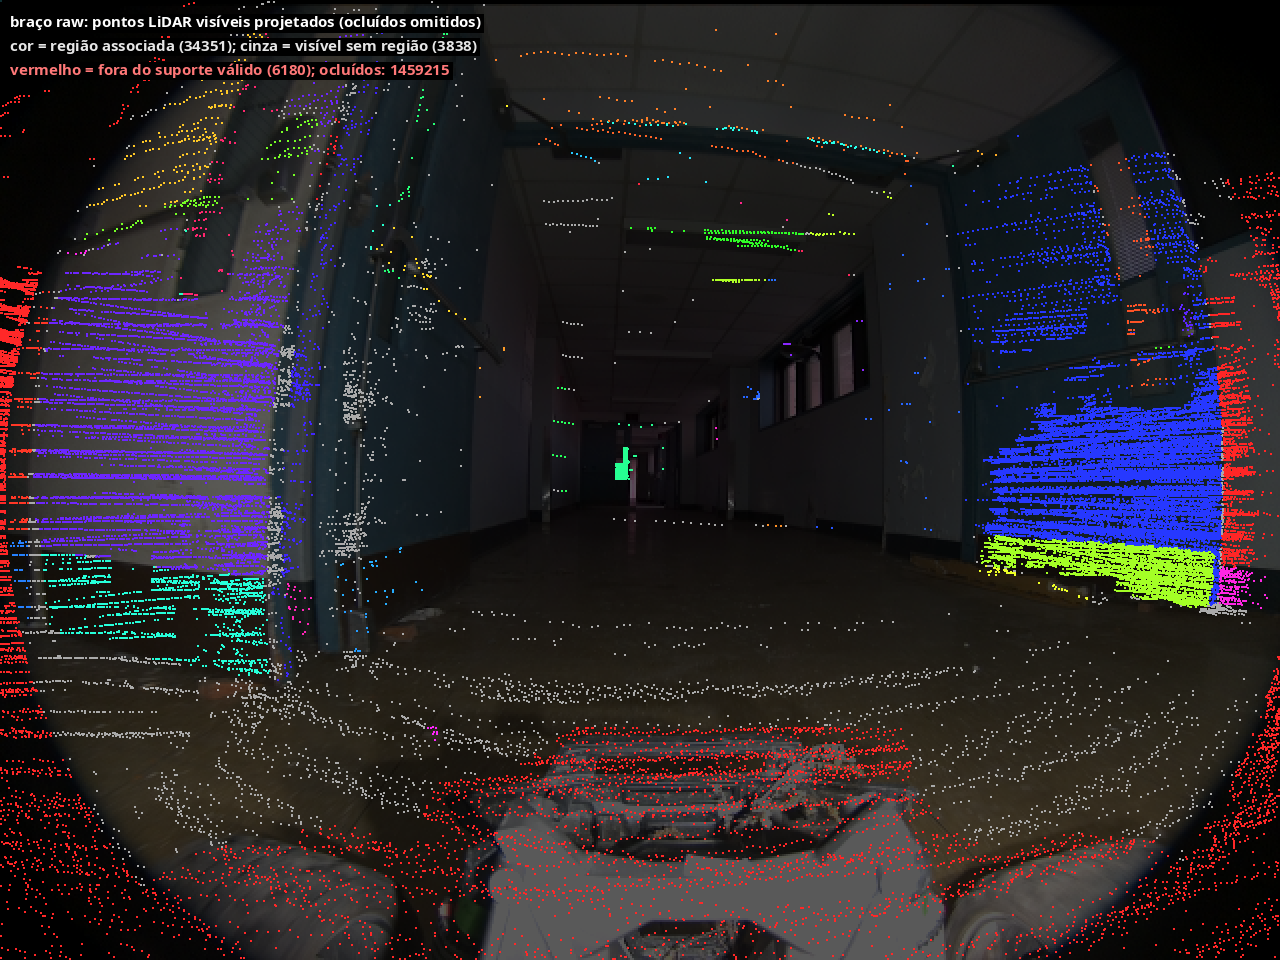 braço raw: pontos LiDAR visíveis projetados (ocluídos omitidos)
cor = região associada (34351); cinza = visível sem região (3838)
vermelho = fora do suporte válido (6180); ocluídos: 1459215